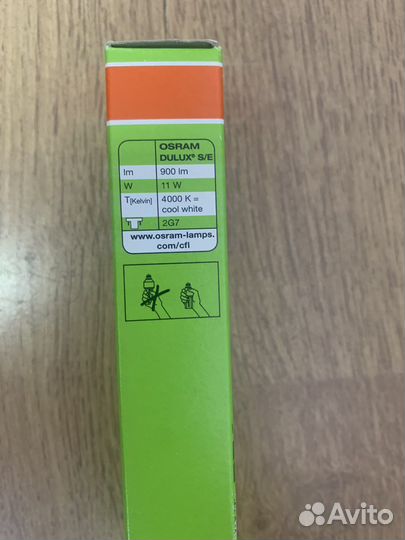 OSRAM
DULUX® S/E
lm 900 lm
W 11 W
T[Kelvin] 4000 K =
cool white
2G7
www.osram-lamps.
com/cfl
Avito